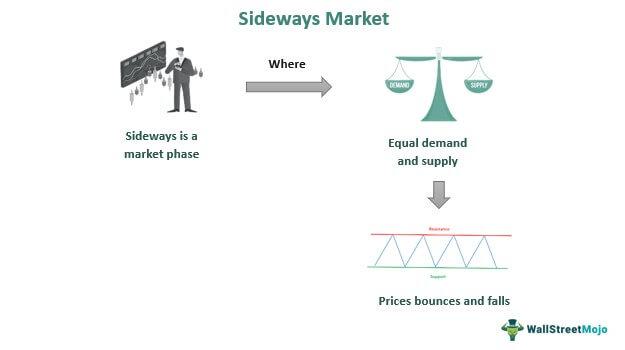 Sideways Market
Where
DEMAND
SUPPLY
Sideways is a
market phase
Equal demand
and supply
Resistance
Support
Prices bounces and falls
WallStreetMojo